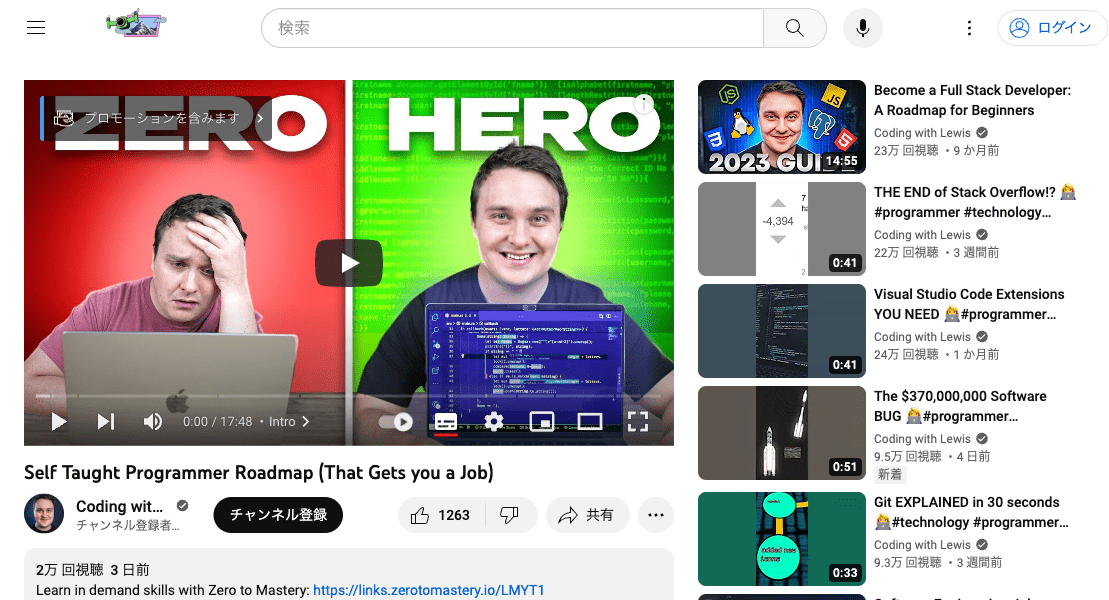 検索
ログイン
ZERO
HERO
プロモーションを含みます
0:00 / 17:48 • Intro
Self Taught Programmer Roadmap (That Gets you a Job)
Coding wit...
チャンネル登録者...
チャンネル登録
1263
共有
2万 回視聴 3 日前
Learn in demand skills with Zero to Mastery: https://links.zerotomastery.io/LMYT1
JS
JS
3
5
2023 GUI
14:55
Become a Full Stack Developer:
A Roadmap for Beginners
Coding with Lewis
23万 回視聴 ・9 か月前
-4,394
7
2
0:41
THE END of Stack Overflow!?
#programmer #technology…
Coding with Lewis
22万 回視聴 ・3 週間前
0:41
Visual Studio Code Extensions
YOU NEED #programmer…
Coding with Lewis
24万 回視聴 ・1 か月前
0:51
The $370,000,000 Software
BUG #programmer…
Coding with Lewis
9.5万 回視聴 ・4 日前
新着
added new
items
0:33
Git EXPLAINED in 30 seconds
#technology #programmer…
Coding with Lewis
9.3万 回視聴 ・3 週間前